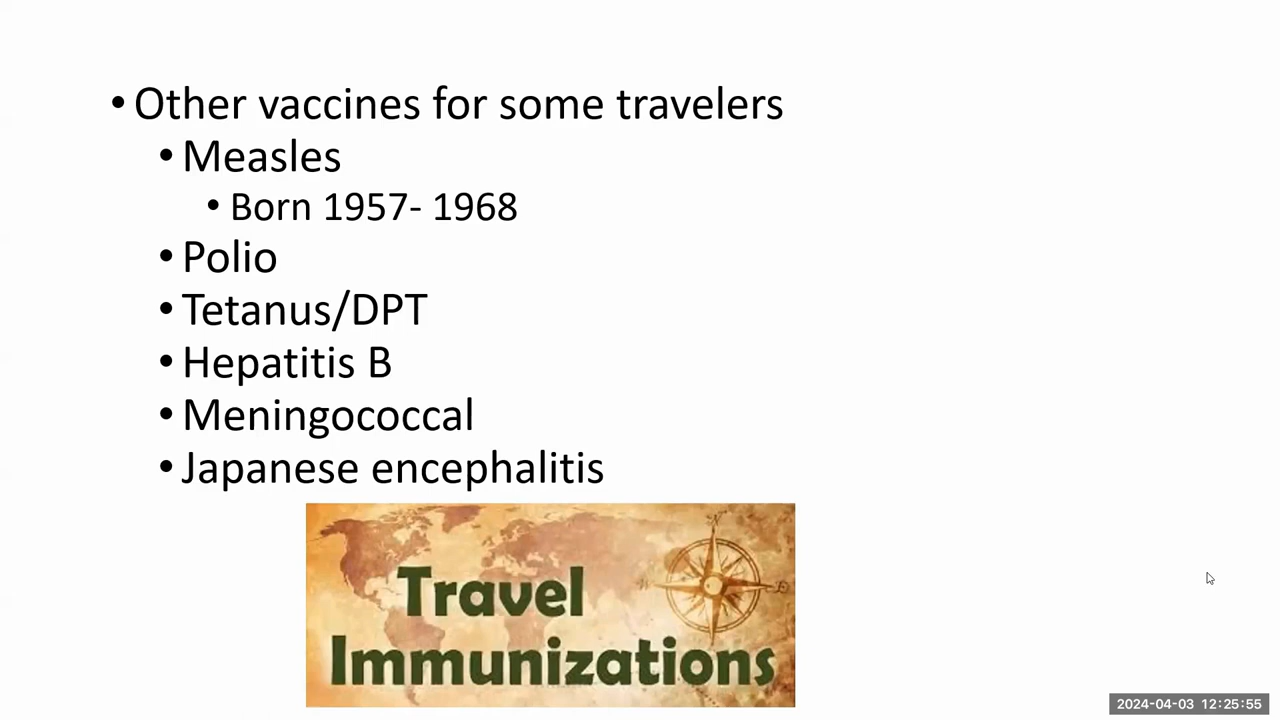 • Other vaccines for some travelers
• Measles
• Born 1957- 1968
• Polio
• Tetanus/DPT
• Hepatitis B
• Meningococcal
• Japanese encephalitis
Travel
Immunizations
2024-04-03 12:25:55